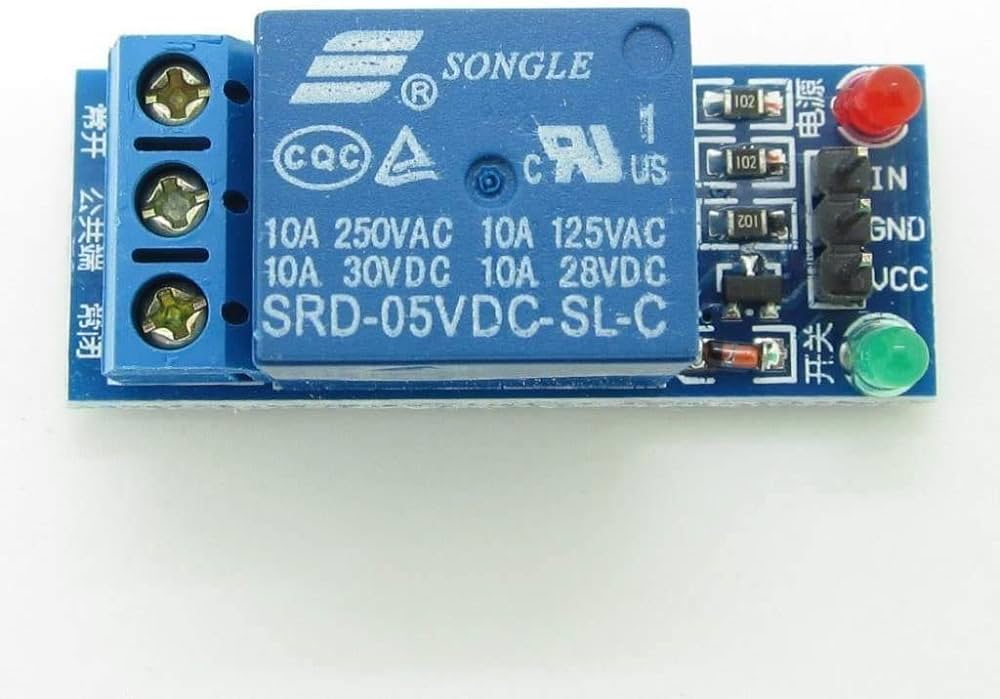 SONGLE
®
CQC
C US
1
10A 250VAC 10A 125VAC
10A 30VDC 10A 28VDC
SRD-05VDC-SL-C
常开
公共端
常闭
102
102
102
电源
IN
GND
VCC
开关